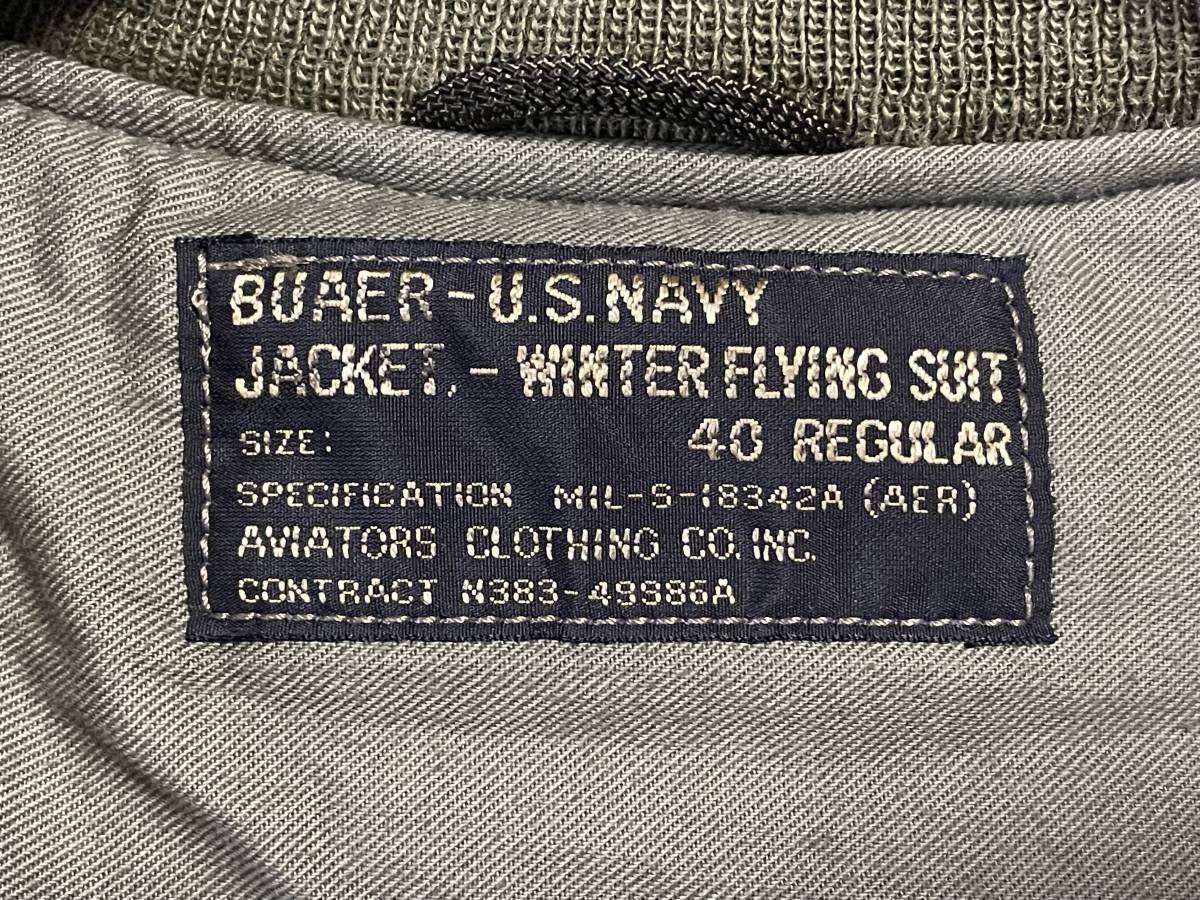 BUAER - U.S. NAVY
JACKET, - WINTER FLYING SUIT
SIZE: 40 REGULAR
SPECIFICATION MIL-S-18342A (AER)
AVIATORS CLOTHING CO. INC.
CONTRACT N383-49986A